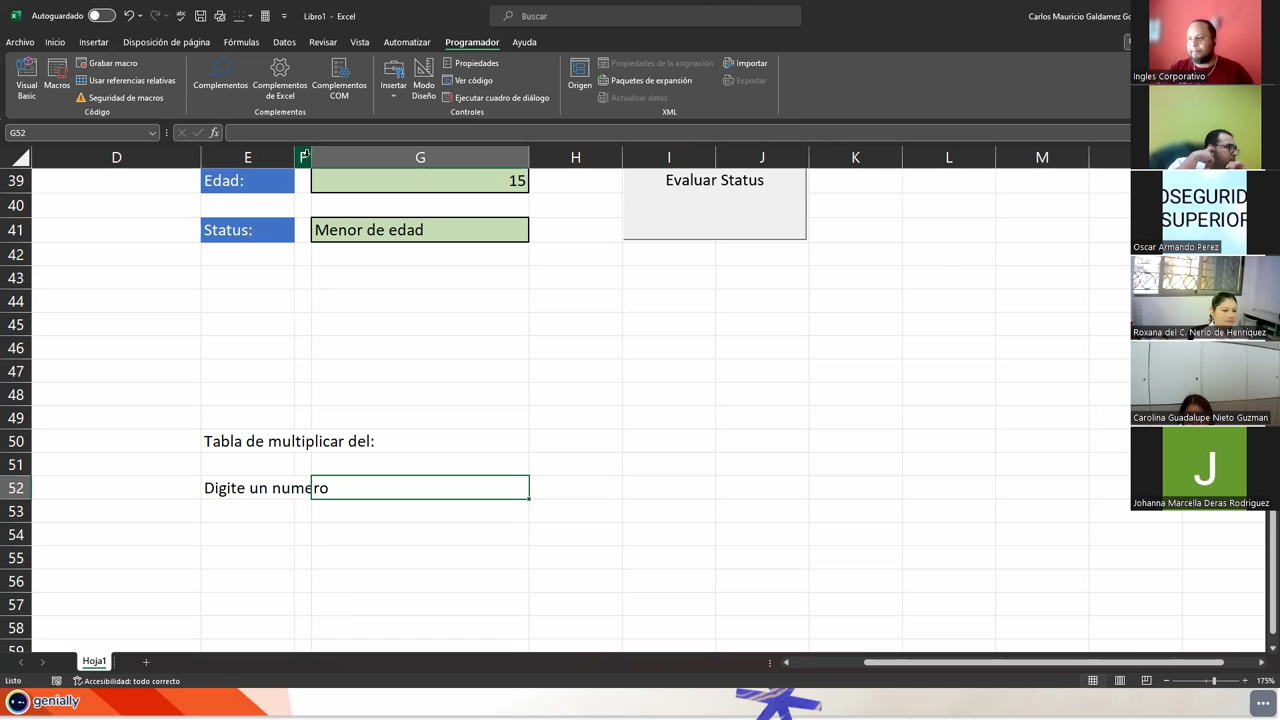 Autoguardado
Libro1 - Excel
Buscar
Carlos Mauricio Galdamez Go
Archivo Inicio Insertar Disposición de página Fórmulas Datos Revisar Vista Automatizar Programador Ayuda
Visual Basic
Macros
Grabar macro
Usar referencias relativas
Seguridad de macros
Código
Complementos
Complementos de Excel
Complementos COM
Complementos
Insertar
Modo Diseño
Propiedades
Ver código
Ejecutar cuadro de diálogo
Controles
Origen
Propiedades de la asignación
Paquetes de expansión
Actualizar datos
Importar
Exportar
XML
G52
fx
D E F G H I J K L M
39 Edad: 15 Evaluar Status
40
41 Status: Menor de edad
42
43
44
45
46
47
48
49
50 Tabla de multiplicar del:
51
52 Digite un numero
53
54
55
56
57
58
59
Hoja1
Listo
Accesibilidad: todo correcto
175%
genially
Ingles Corporativo
OSEGURID
SUPERIOR
Oscar Armando Perez
Roxana del C. Nerio de Henríquez
Carolina Guadalupe Nieto Guzman
J
Johanna Marcella Deras Rodríguez